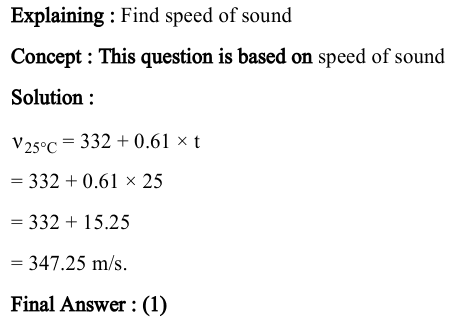 Explaining : Find speed of sound
Concept : This question is based on speed of sound
Solution :
v25°C = 332 + 0.61 × t
= 332 + 0.61 × 25
= 332 + 15.25
= 347.25 m/s.
Final Answer : (1)